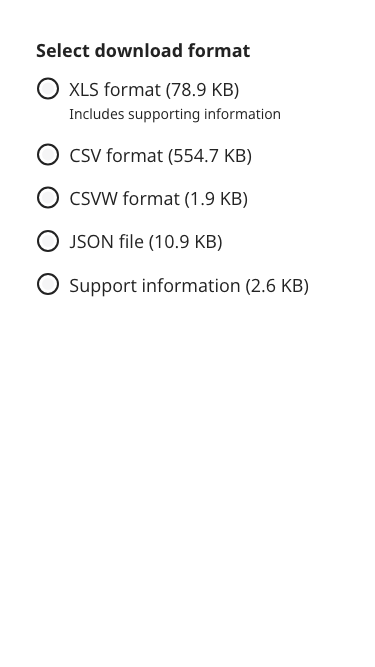 Select download format
XLS format (78.9 KB)
Includes supporting information
CSV format (554.7 KB)
CSVW format (1.9 KB)
JSON file (10.9 KB)
Support information (2.6 KB)